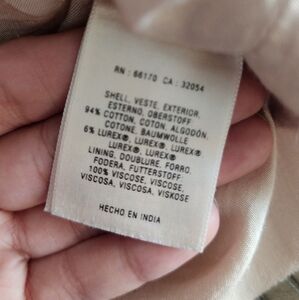 RN : 66170 CA : 32054
SHELL, VESTE, EXTERIOR,
ESTERNO, OBERSTOFF
94% COTTON, COTON, ALGODÓN,
COTONE, BAUMWOLLE
6% LUREX®, LUREX®, LUREX®
LUREX®, LUREX®
LINING, DOUBLURE, FORRO,
FODERA, FUTTERSTOFF:
100% VISCOSE, VISCOSE,
VISCOSA, VISCOSA, VISKOSE
HECHO EN INDIA